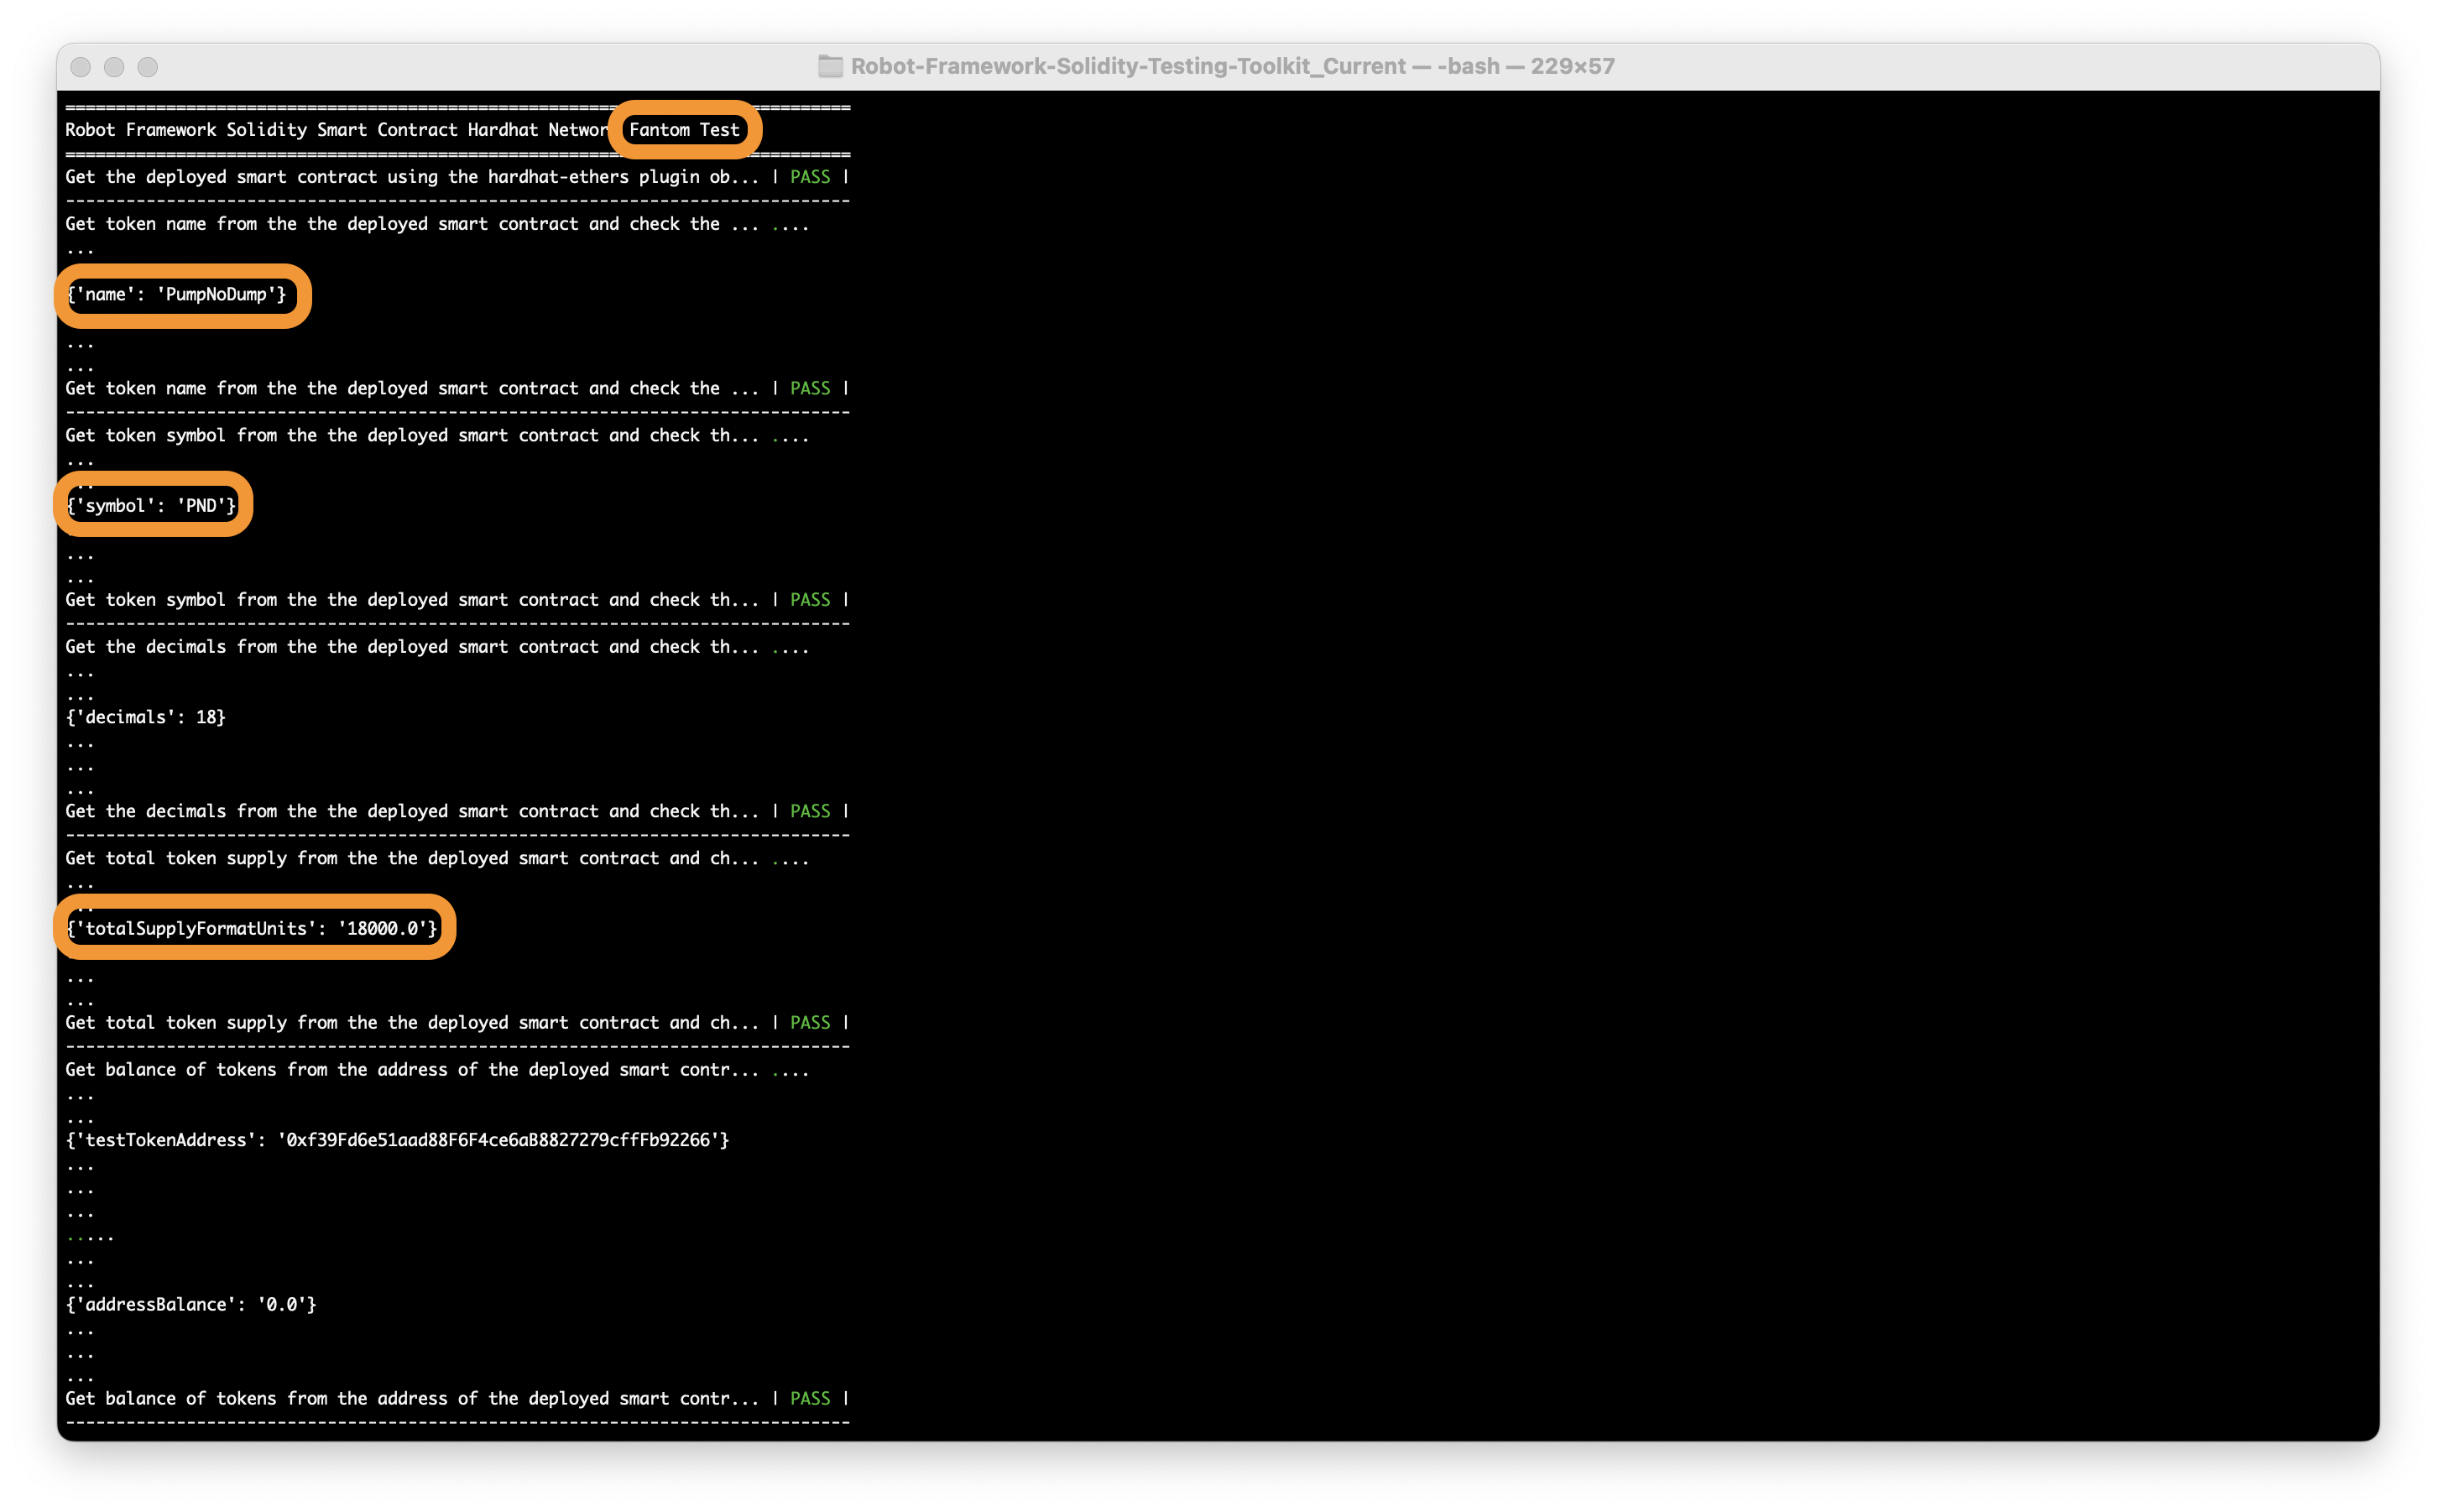 Robot-Framework-Solidity-Testing-Toolkit_Current — -bash — 229×57
==============================================================================
Robot Framework Solidity Smart Contract Hardhat Networ Fantom Test
==============================================================================
Get the deployed smart contract using the hardhat-ethers plugin ob... | PASS |
------------------------------------------------------------------------------
Get token name from the the deployed smart contract and check the ... ....
...
{'name': 'PumpNoDump'}
...
...
Get token name from the the deployed smart contract and check the ... | PASS |
------------------------------------------------------------------------------
Get token symbol from the the deployed smart contract and check th... ....
...
...
{'symbol': 'PND'}
...
...
Get token symbol from the the deployed smart contract and check th... | PASS |
------------------------------------------------------------------------------
Get the decimals from the the deployed smart contract and check th... ....
...
...
{'decimals': 18}
...
...
...
Get the decimals from the the deployed smart contract and check th... | PASS |
------------------------------------------------------------------------------
Get total token supply from the the deployed smart contract and ch... ....
...
...
{'totalSupplyFormatUnits': '18000.0'}
...
...
Get total token supply from the the deployed smart contract and ch... | PASS |
------------------------------------------------------------------------------
Get balance of tokens from the address of the deployed smart contr... ....
...
...
{'testTokenAddress': '0xf39Fd6e51aad88F6F4ce6aB8827279cffFb92266'}
...
...
...
.....
...
...
{'addressBalance': '0.0'}
...
...
...
Get balance of tokens from the address of the deployed smart contr... | PASS |
------------------------------------------------------------------------------